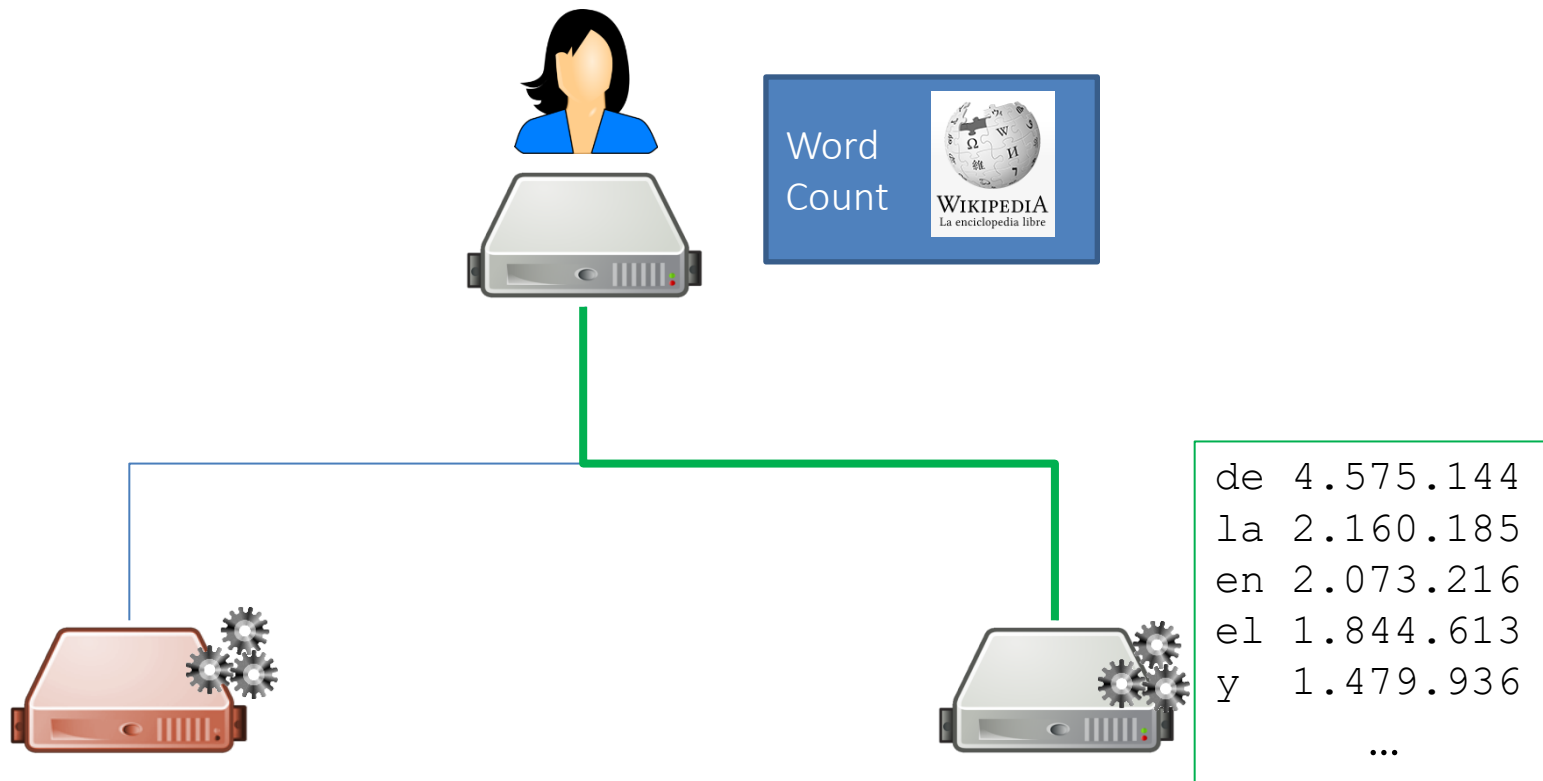 Word
Count
WIKIPEDIA
La enciclopedia libre
de 4.575.144
la 2.160.185
en 2.073.216
el 1.844.613
y 1.479.936
…